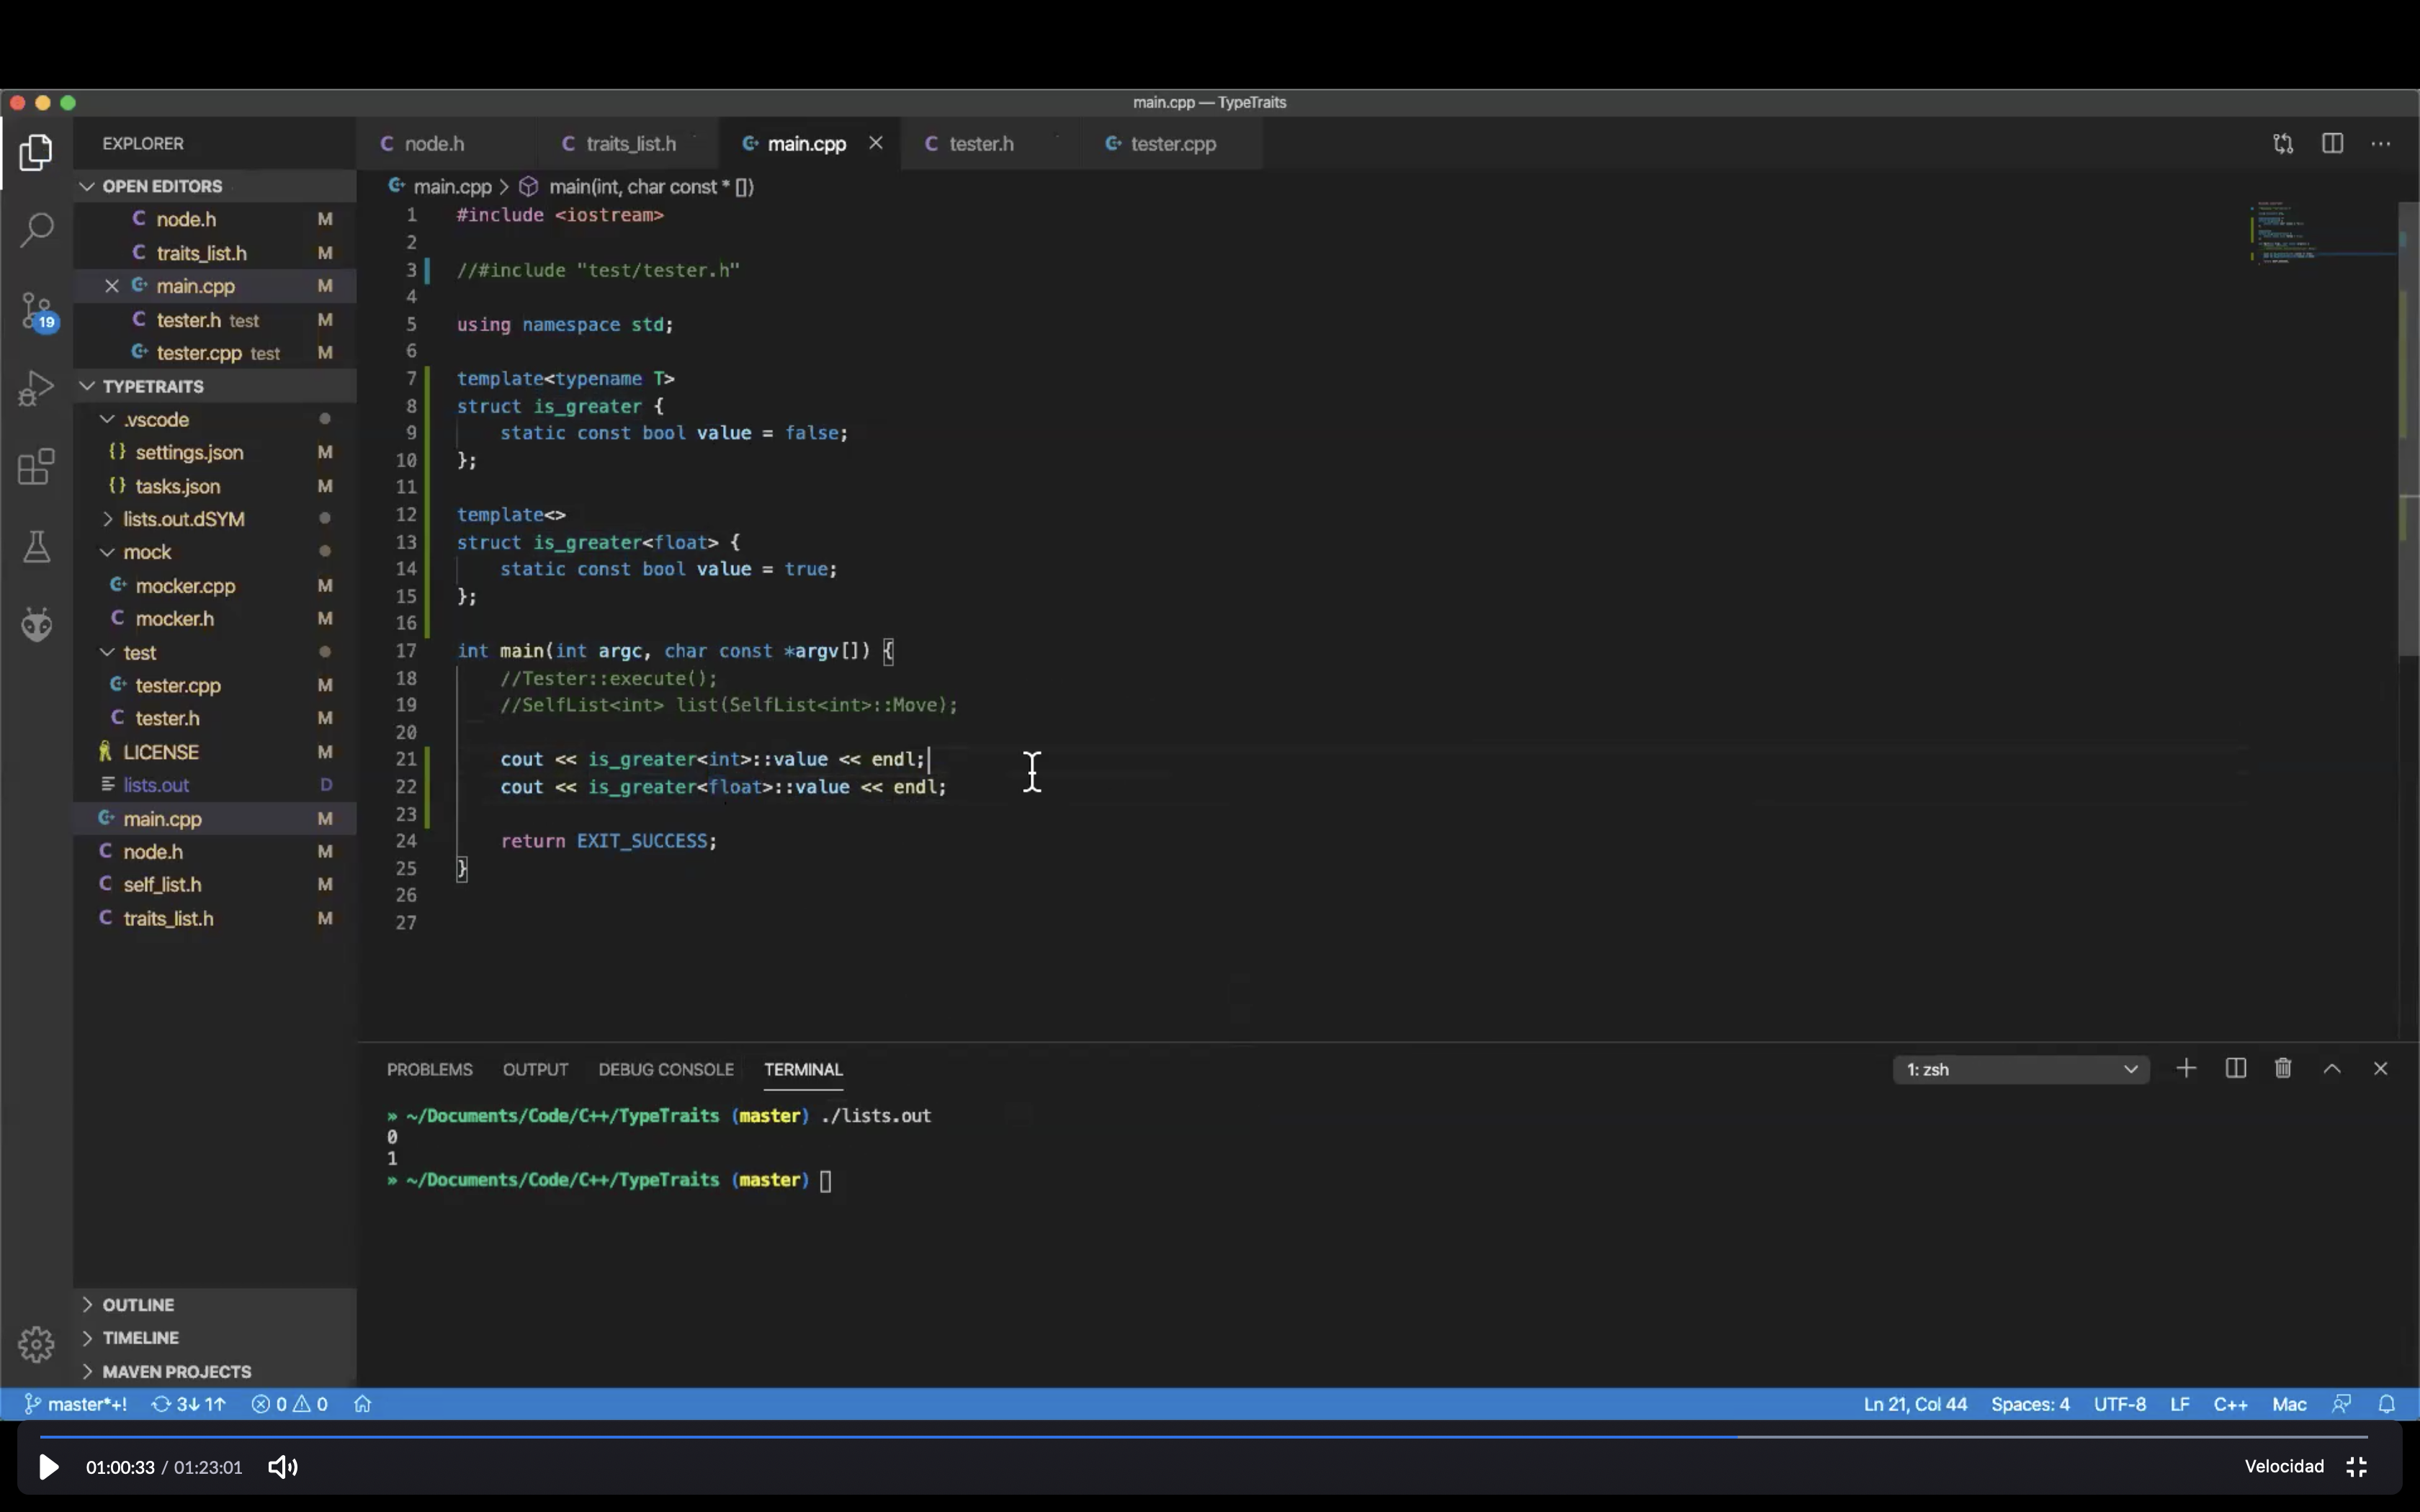 main.cpp — TypeTraits
EXPLORER
OPEN EDITORS
node.h M
traits_list.h M
main.cpp M
tester.h test M
tester.cpp test M
TYPETRAITS
.vscode
settings.json M
tasks.json M
lists.out.dSYM
mock
mocker.cpp M
mocker.h M
test
tester.cpp M
tester.h M
LICENSE M
lists.out D
main.cpp M
node.h M
self_list.h M
traits_list.h M
OUTLINE
TIMELINE
MAVEN PROJECTS
19
node.h traits_list.h main.cpp tester.h tester.cpp
main.cpp > main(int, char const * [])
1 #include <iostream>
2
3 //#include "test/tester.h"
4
5 using namespace std;
6
7 template<typename T>
8 struct is_greater {
9 static const bool value = false;
10 };
11
12 template<>
13 struct is_greater<float> {
14 static const bool value = true;
15 };
16
17 int main(int argc, char const *argv[]) {
18 //Tester::execute();
19 //SelfList<int> list(SelfList<int>::Move);
20
21 cout << is_greater<int>::value << endl;
22 cout << is_greater<float>::value << endl;
23
24 return EXIT_SUCCESS;
25 }
26
27
PROBLEMS OUTPUT DEBUG CONSOLE TERMINAL 1: zsh
» ~/Documents/Code/C++/TypeTraits (master) ./lists.out
0
1
» ~/Documents/Code/C++/TypeTraits (master)
master*+! 3↓ 1↑ 0 0 Ln 21, Col 44 Spaces: 4 UTF-8 LF C++ Mac
01:00:33 / 01:23:01 Velocidad